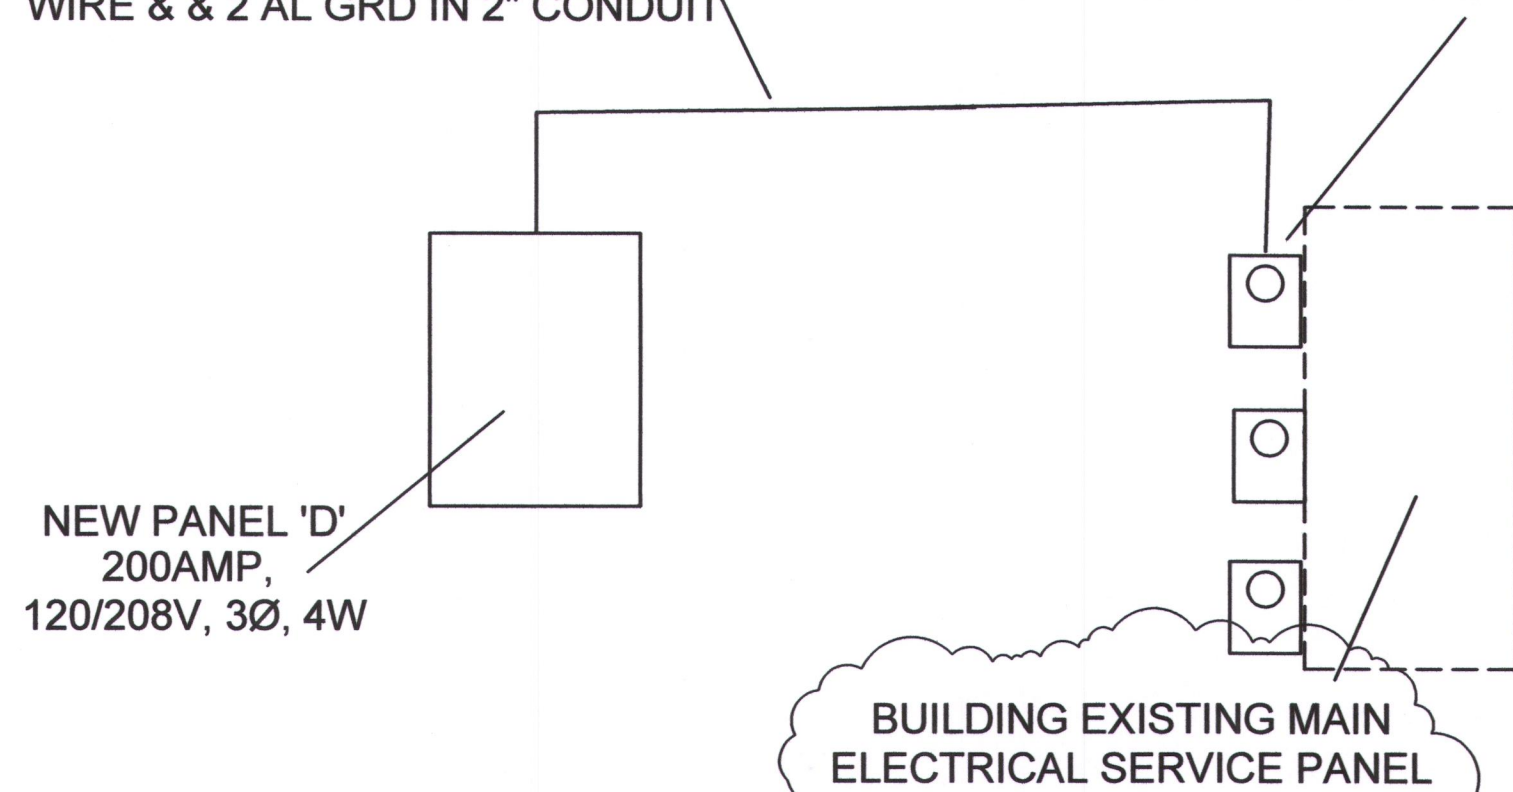 WIRE & & 2 AL GRD IN 2" CONDUIT
NEW PANEL 'D'
200AMP,
120/208V, 3Ø, 4W
BUILDING EXISTING MAIN
ELECTRICAL SERVICE PANEL